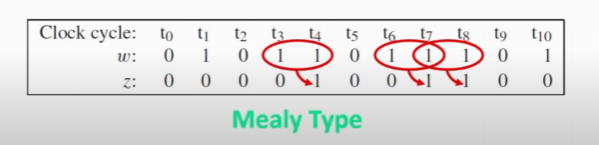 Clock cycle: t0 t1 t2 t3 t4 t5 t6 t7 t8 t9 t10
w: 0 1 0 1 1 0 1 1 1 0 1
z: 0 0 0 0 1 0 0 1 1 0 0
Mealy Type